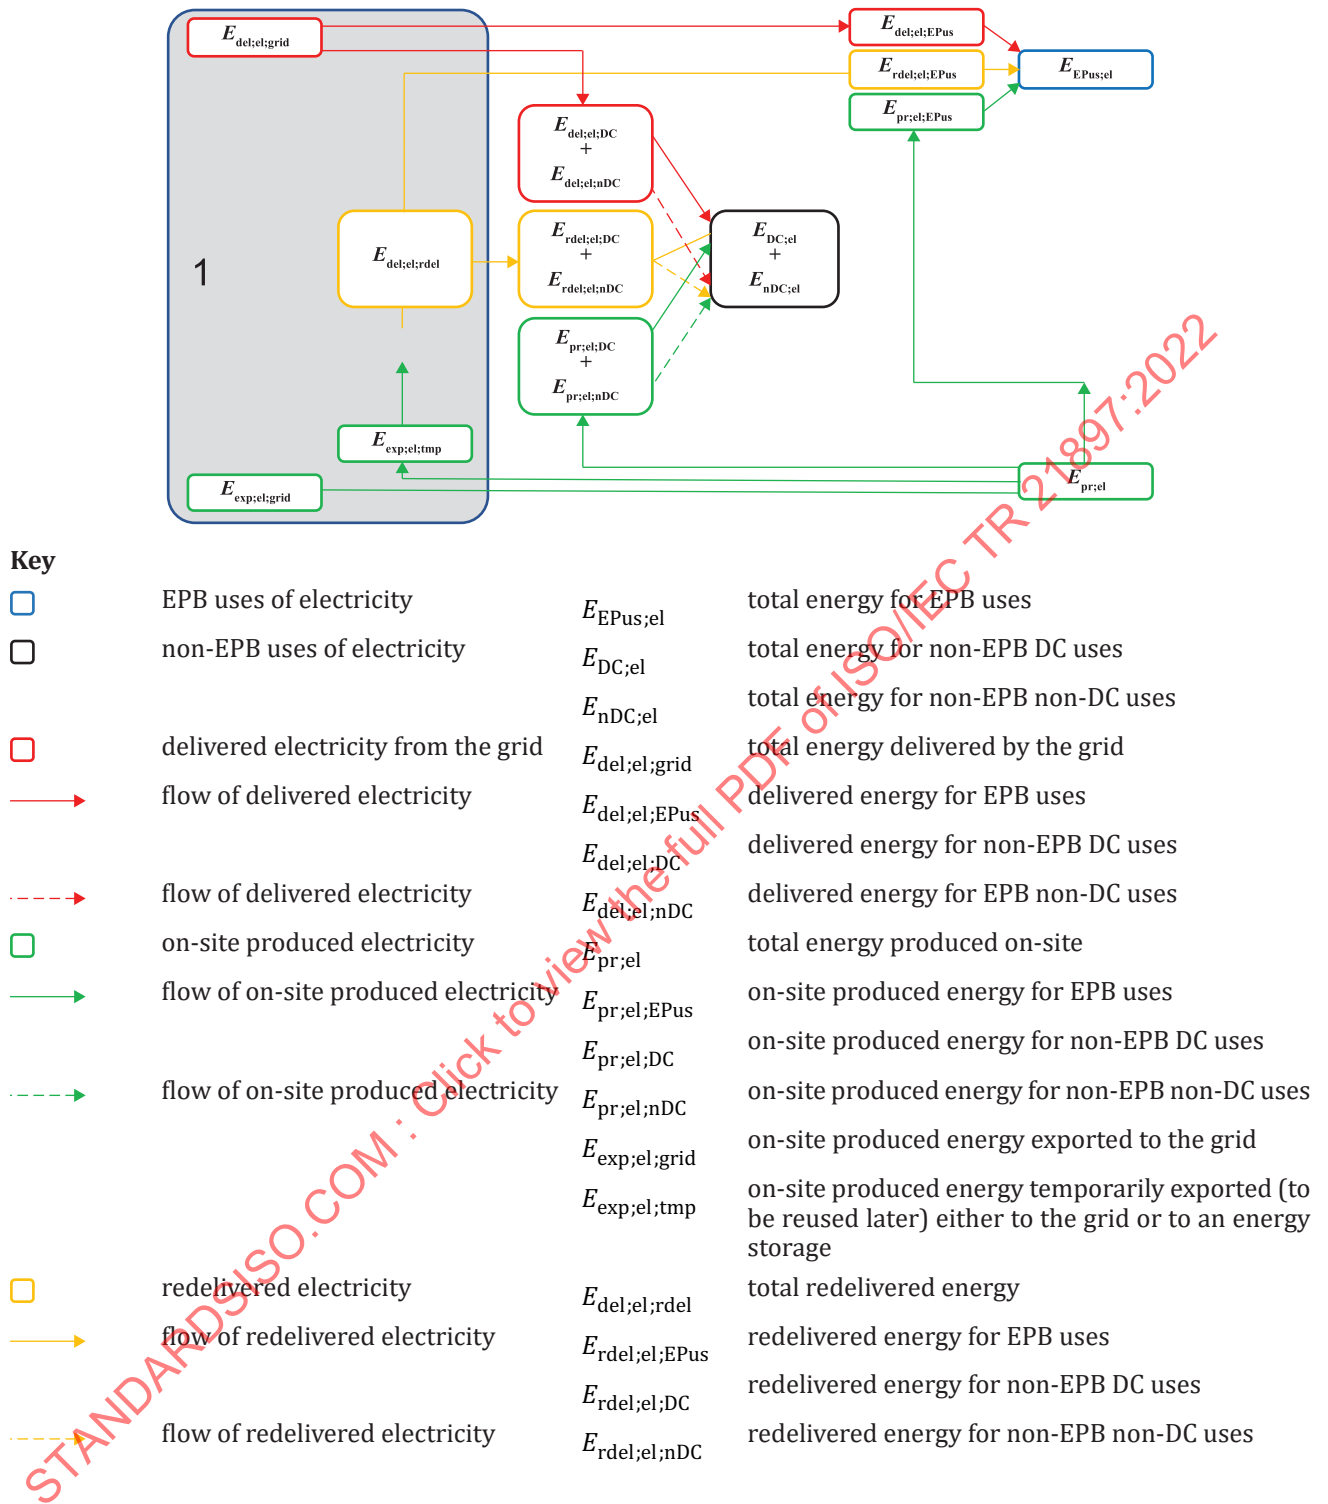 E del;el;grid
E del;el;EPus
E rdel;el;EPus
E EPus;el
E pr;el;EPus
E del;el;DC
+
E del;el;nDC
1
E del;el;rdel
E rdel;el;DC
+
E rdel;el;nDC
E DC;el
+
E nDC;el
E pr;el;DC
+
E pr;el;nDC
E exp;el;tmp
E exp;el;grid
E pr;el
Key
EPB uses of electricity E EPus;el total energy for EPB uses
non-EPB uses of electricity E DC;el total energy for non-EPB DC uses
E nDC;el total energy for non-EPB non-DC uses
delivered electricity from the grid E del;el;grid total energy delivered by the grid
flow of delivered electricity E del;el;EPus delivered energy for EPB uses
E del;el;DC delivered energy for non-EPB DC uses
flow of delivered electricity E del;el;nDC delivered energy for EPB non-DC uses
on-site produced electricity E pr;el total energy produced on-site
flow of on-site produced electricity E pr;el;EPus on-site produced energy for EPB uses
E pr;el;DC on-site produced energy for non-EPB DC uses
flow of on-site produced electricity E pr;el;nDC on-site produced energy for non-EPB non-DC uses
E exp;el;grid on-site produced energy exported to the grid
E exp;el;tmp on-site produced energy temporarily exported (to
be reused later) either to the grid or to an energy
storage
redelivered electricity E del;el;rdel total redelivered energy
flow of redelivered electricity E rdel;el;EPus redelivered energy for EPB uses
E rdel;el;DC redelivered energy for non-EPB DC uses
flow of redelivered electricity E rdel;el;nDC redelivered energy for non-EPB non-DC uses
STANDARDSISO.COM : Click to view the full PDF of ISO/IEC TR 21897:2022